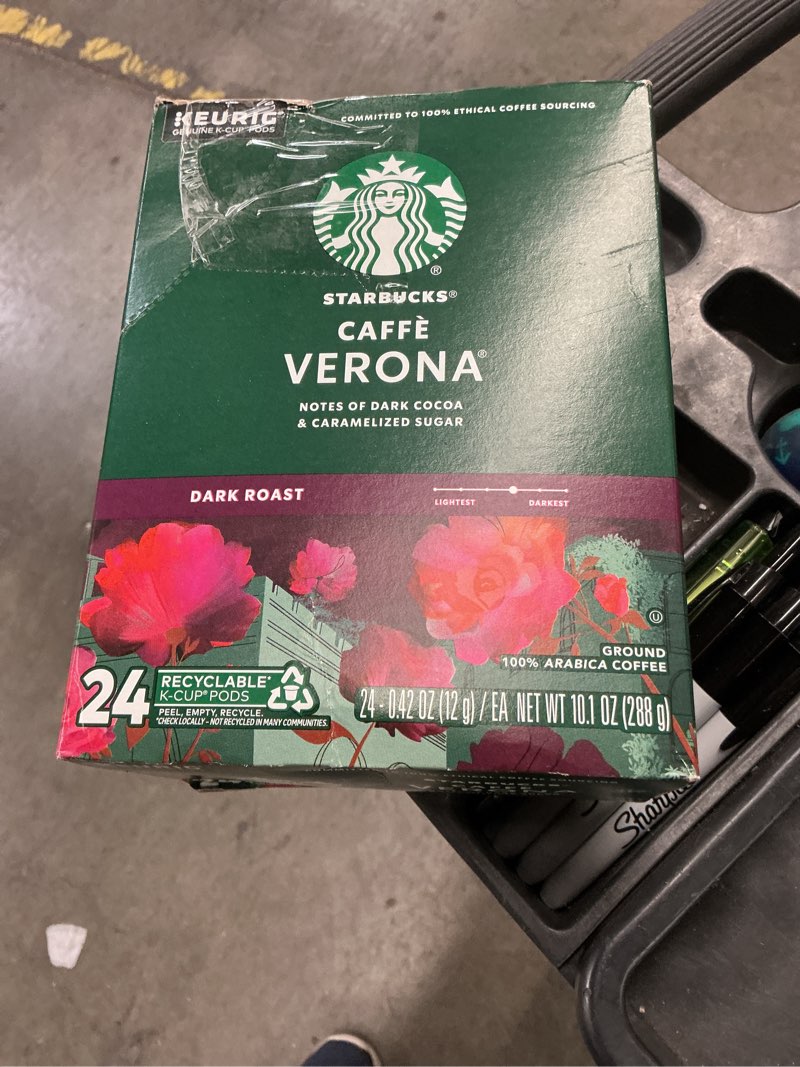 KEURIG®
GENUINE K-CUP® PODS
COMMITTED TO 100% ETHICAL COFFEE SOURCING
®
STARBUCKS®
CAFFÈ
VERONA®
NOTES OF DARK COCOA
& CARAMELIZED SUGAR
DARK ROAST
LIGHTEST
DARKEST
U
GROUND
100% ARABICA COFFEE
24
RECYCLABLE*
K-CUP® PODS
PEEL, EMPTY, RECYCLE.
*CHECK LOCALLY - NOT RECYCLED IN MANY COMMUNITIES.
24 - 0.42 OZ (12 g) / EA NET WT 10.1 OZ (288 g)
Sharpie